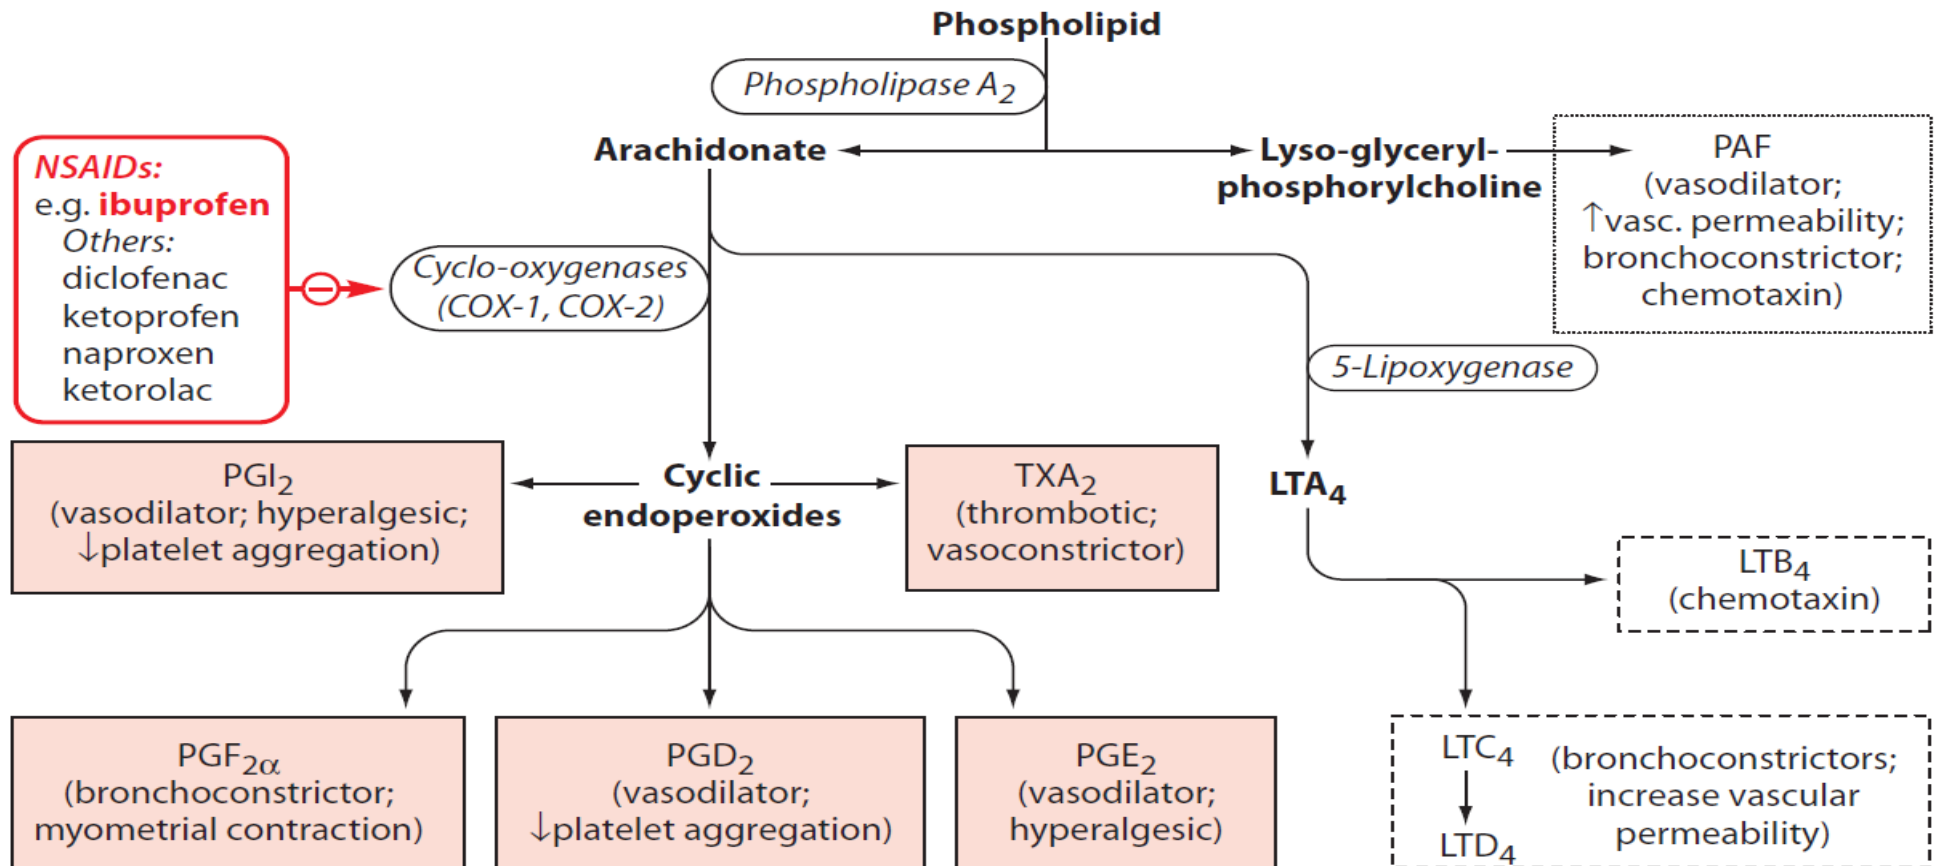 Phospholipid
Phospholipase A₂
Arachidonate
Lyso-glyceryl-
phosphorylcholine
PAF
(vasodilator;
↑vasc. permeability;
bronchoconstrictor;
chemotaxin)
NSAIDs:
e.g. ibuprofen
Others:
diclofenac
ketoprofen
naproxen
ketorolac
Cyclo-oxygenases
(COX-1, COX-2)
5-Lipoxygenase
PGI₂
(vasodilator; hyperalgesic;
↓platelet aggregation)
Cyclic
endoperoxides
TXA₂
(thrombotic;
vasoconstrictor)
LTA₄
LTB₄
(chemotaxin)
PGF₂α
(bronchoconstrictor;
myometrial contraction)
PGD₂
(vasodilator;
↓platelet aggregation)
PGE₂
(vasodilator;
hyperalgesic)
LTC₄
LTD₄
(bronchoconstrictors;
increase vascular
permeability)